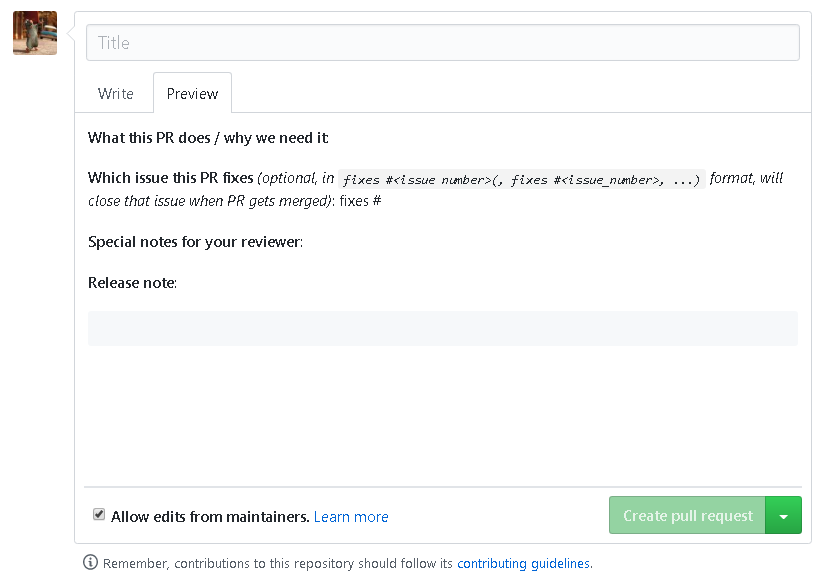 Title
Write Preview
What this PR does / why we need it:
Which issue this PR fixes (optional, in fixes #<issue number>(, fixes #<issue_number>, ...) format, will
close that issue when PR gets merged): fixes #
Special notes for your reviewer:
Release note:
Allow edits from maintainers. Learn more
Create pull request
Remember, contributions to this repository should follow its contributing guidelines.